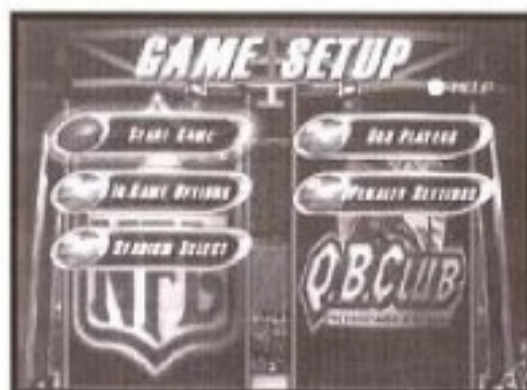 GAME SETUP
START GAME
IN-GAME OPTIONS
STADIUM SELECT
ADD PLAYERS
PENALTY SETTINGS
NFL
Q.B.CLUB